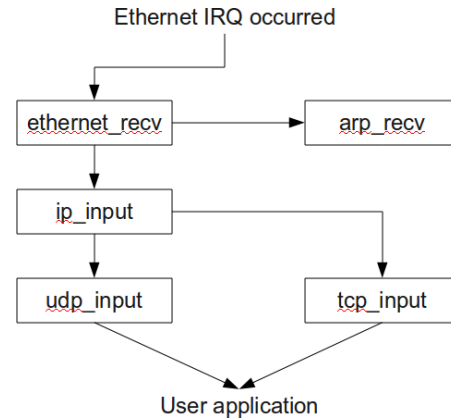 Ethernet IRQ occurred
ethernet_recv
arp_recv
ip_input
udp_input
tcp_input
User application